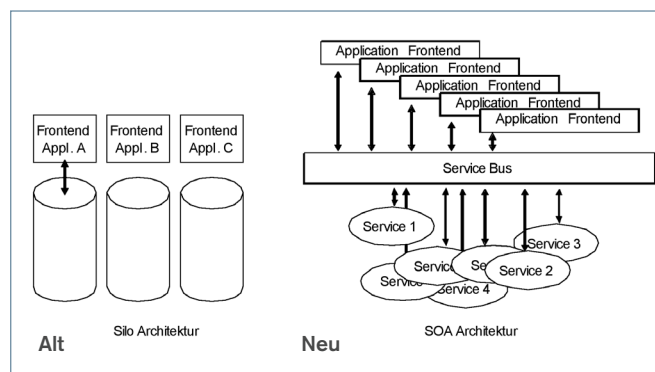 Application Frontend
Application Frontend
Application Frontend
Application Frontend
Application Frontend
Frontend
Appl. A
Frontend
Appl. B
Frontend
Appl. C
Service Bus
Service 1
Service 3
Service 2
Service 4
Silo Architektur
SOA Architektur
Alt
Neu